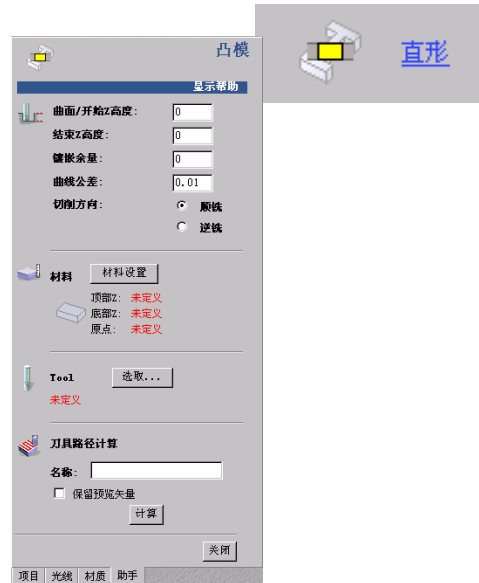 凸模
直形
显示帮助
曲面/开始Z高度: 0
结束Z高度: 0
镶嵌余量: 0
曲线公差: 0.01
切削方向: 顺铣
逆铣
材料 材料设置
顶部Z: 未定义
底部Z: 未定义
原点: 未定义
Tool 选取...
未定义
刀具路径计算
名称:
保留预览矢量
计算
关闭
项目 光线 材质 助手